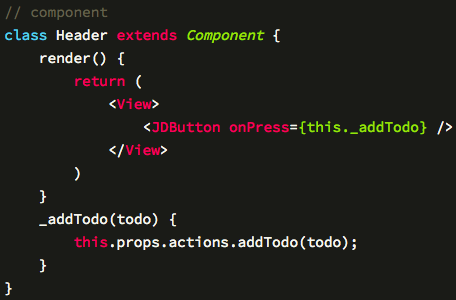 // component
class Header extends Component {
    render() {
        return (
            <View>
                <JDButton onPress={this._addTodo} />
            </View>
        )
    }
    _addTodo(todo) {
        this.props.actions.addTodo(todo);
    }
}